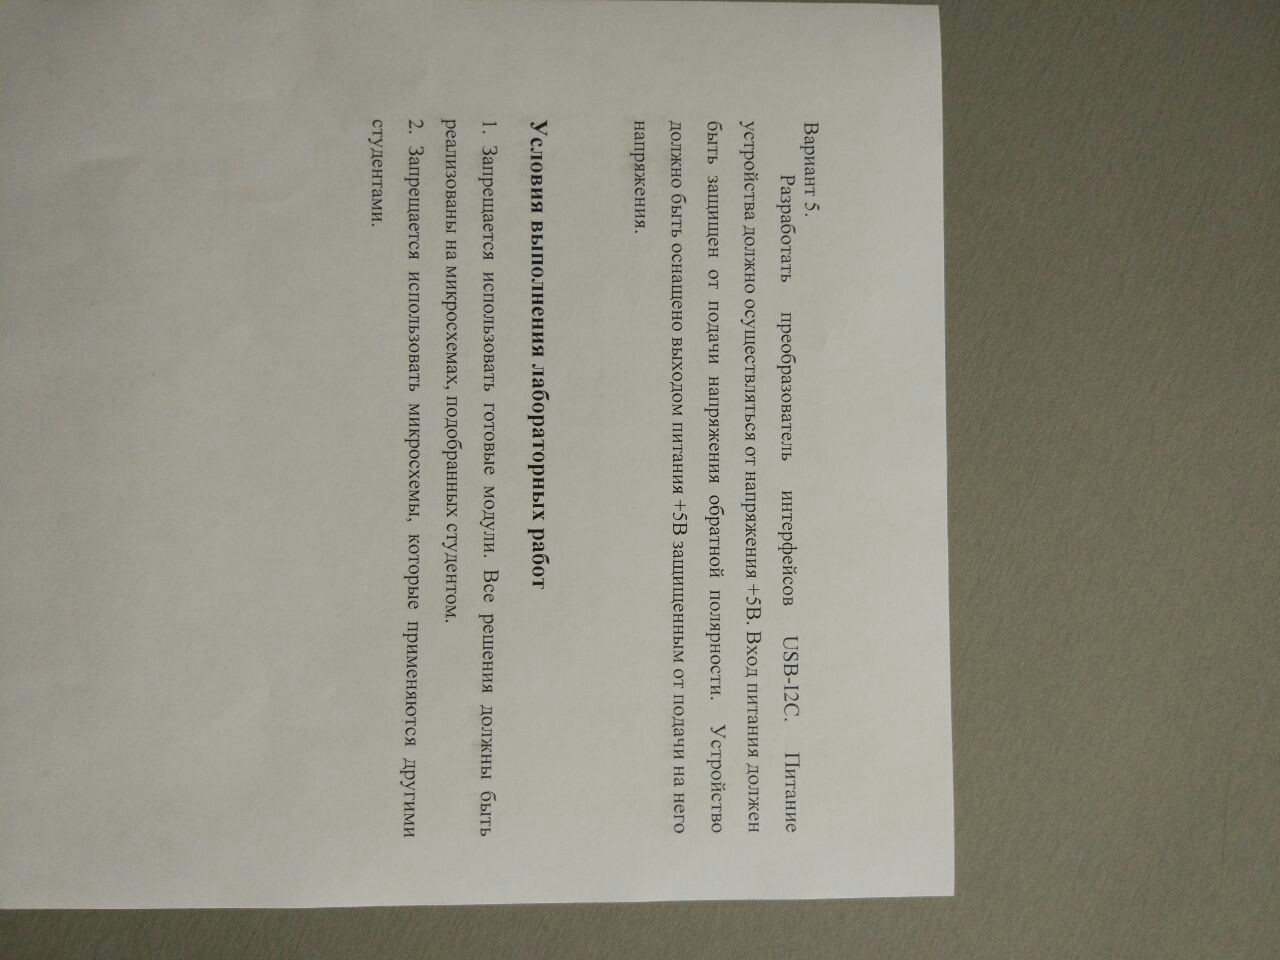 Вариант 5.
Разработать преобразователь интерфейсов USB-I2C. Питание
устройства должно осуществляться от напряжения +5В. Вход питания должен
быть защищен от подачи напряжения обратной полярности. Устройство
должно быть оснащено выходом питания +5В защищенным от подачи на него
напряжения.
Условия выполнения лабораторных работ
1. Запрещается использовать готовые модули. Все решения должны быть
реализованы на микросхемах, подобранных студентом.
2. Запрещается использовать микросхемы, которые применяются другими
студентами.